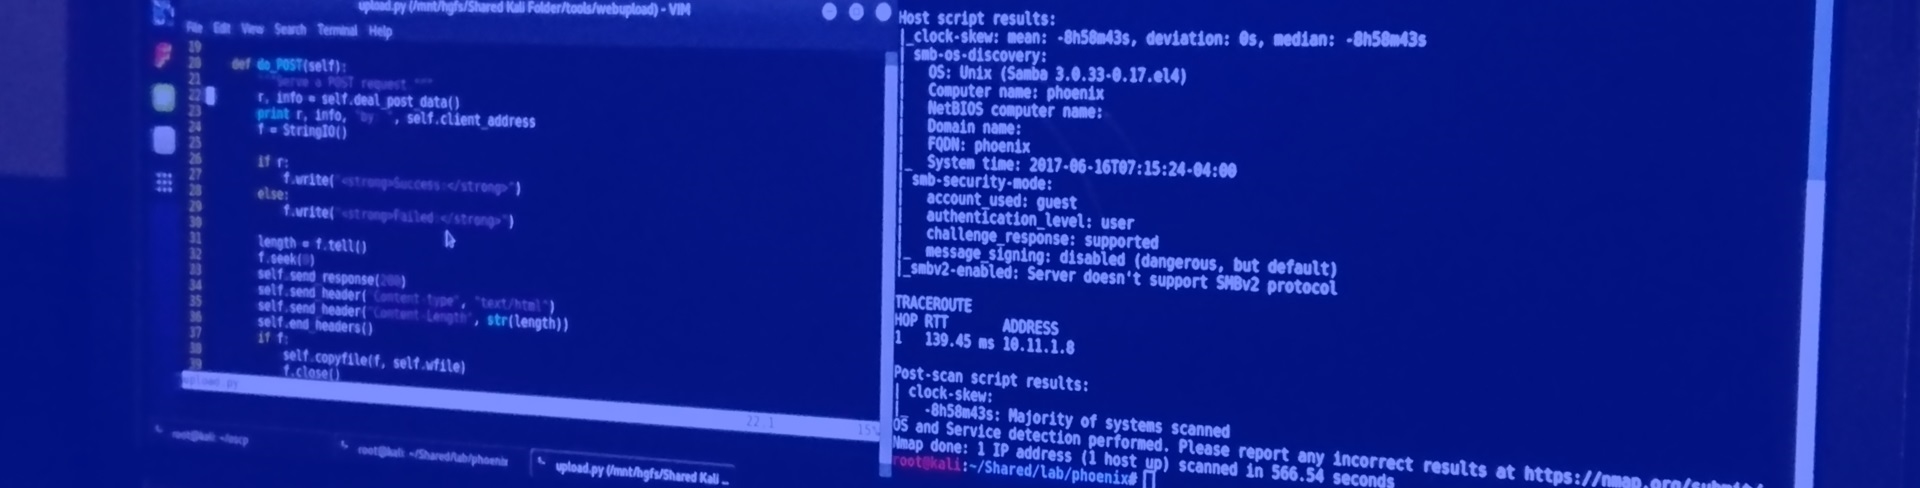 upload.py (/mnt/hgfs/Shared Kali Folder/tools/webupload) - VIM
File Edit View Search Terminal Help
19
20 def do_POST(self):
21 """Serve a POST request."""
22 r, info = self.deal_post_data()
23 print r, info, "by: ", self.client_address
24 f = StringIO()
25
26 if r:
27 f.write("<strong>Success:</strong>")
28 else:
29 f.write("<strong>Failed:</strong>")
30
31 length = f.tell()
32 f.seek(0)
33 self.send_response(200)
34 self.send_header("Content-type", "text/html")
35 self.send_header("Content-Length", str(length))
36 self.end_headers()
37 if f:
38 self.copyfile(f, self.wfile)
39 f.close()
upload.py 22,1 15%
root@kali: ~/oscp
root@kali: ~/Shared/lab/phoenix
upload.py (/mnt/hgfs/Shared Kali ...
Host script results:
|_clock-skew: mean: -8h58m43s, deviation: 0s, median: -8h58m43s
| smb-os-discovery:
|   OS: Unix (Samba 3.0.33-0.17.el4)
|   Computer name: phoenix
|   NetBIOS computer name:
|   Domain name:
|   FQDN: phoenix
|_  System time: 2017-06-16T07:15:24-04:00
| smb-security-mode:
|   account_used: guest
|   authentication_level: user
|   challenge_response: supported
|_  message_signing: disabled (dangerous, but default)
|_smbv2-enabled: Server doesn't support SMBv2 protocol
TRACEROUTE
HOP RTT       ADDRESS
1   139.45 ms 10.11.1.8
Post-scan script results:
| clock-skew:
|_  -8h58m43s: Majority of systems scanned
OS and Service detection performed. Please report any incorrect results at https://nmap.org/submit/
Nmap done: 1 IP address (1 host up) scanned in 566.54 seconds
root@kali:~/Shared/lab/phoenix#